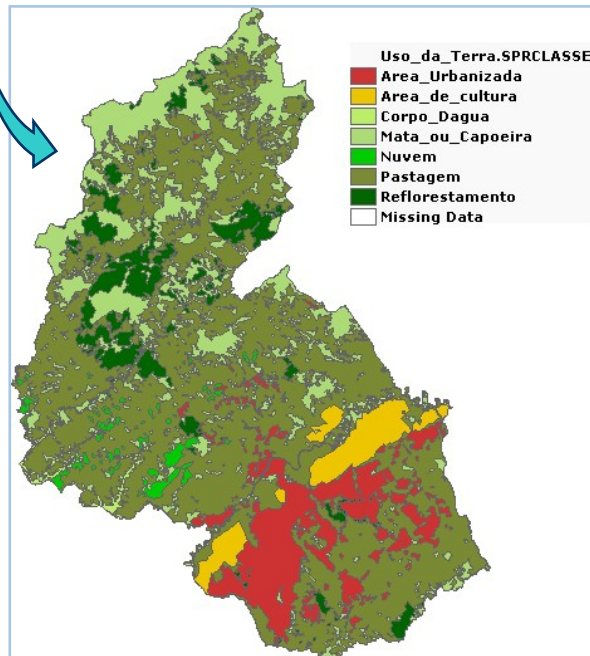 Uso_da_Terra.SPRCLASSE
Area_Urbanizada
Area_de_cultura
Corpo_Dagua
Mata_ou_Capoeira
Nuvem
Pastagem
Reflorestamento
Missing Data